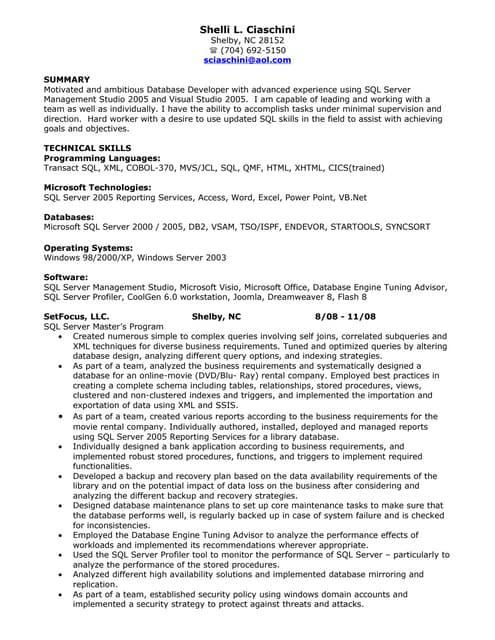 Shelli L. Ciaschini
Shelby, NC 28152
☏ (704) 692-5150
sciaschini@aol.com
SUMMARY
Motivated and ambitious Database Developer with advanced experience using SQL Server
Management Studio 2005 and Visual Studio 2005.  I am capable of leading and working with a
team as well as individually. I have the ability to accomplish tasks under minimal supervision and
direction.  Hard worker with a desire to use updated SQL skills in the field to assist with achieving
goals and objectives.
TECHNICAL SKILLS
Programming Languages:
Transact SQL, XML, COBOL-370, MVS/JCL, SQL, QMF, HTML, XHTML, CICS(trained)
Microsoft Technologies:
SQL Server 2005 Reporting Services, Access, Word, Excel, Power Point, VB.Net
Databases:
Microsoft SQL Server 2000 / 2005, DB2, VSAM, TSO/ISPF, ENDEVOR, STARTOOLS, SYNCSORT
Operating Systems:
Windows 98/2000/XP, Windows Server 2003
Software:
SQL Server Management Studio, Microsoft Visio, Microsoft Office, Database Engine Tuning Advisor,
SQL Server Profiler, CoolGen 6.0 workstation, Joomla, Dreamweaver 8, Flash 8
SetFocus, LLC. Shelby, NC 8/08 - 11/08
SQL Server Master's Program
• Created numerous simple to complex queries involving self joins, correlated subqueries and
XML techniques for diverse business requirements. Tuned and optimized queries by altering
database design, analyzing different query options, and indexing strategies.
• As part of a team, analyzed the business requirements and systematically designed a
database for an online-movie (DVD/Blu- Ray) rental company. Employed best practices in
creating a complete schema including tables, relationships, stored procedures, views,
clustered and non-clustered indexes and triggers, and implemented the importation and
exportation of data using XML and SSIS.
• As part of a team, created various reports according to the business requirements for the
movie rental company. Individually authored, installed, deployed and managed reports
using SQL Server 2005 Reporting Services for a library database.
• Individually designed a bank application according to business requirements, and
implemented robust stored procedures, functions, and triggers to implement required
functionalities.
• Developed a backup and recovery plan based on the data availability requirements of the
library and on the potential impact of data loss on the business after considering and
analyzing the different backup and recovery strategies.
• Designed database maintenance plans to set up core maintenance tasks to make sure that
the database performs well, is regularly backed up in case of system failure and is checked
for inconsistencies.
• Employed the Database Engine Tuning Advisor to analyze the performance effects of
workloads and implemented its recommendations wherever appropriate.
• Used the SQL Server Profiler tool to monitor the performance of SQL Server – particularly to
analyze the performance of the stored procedures.
• Analyzed different high availability solutions and implemented database mirroring and
replication.
• As part of a team, established security policy using windows domain accounts and
implemented a security strategy to protect against threats and attacks.